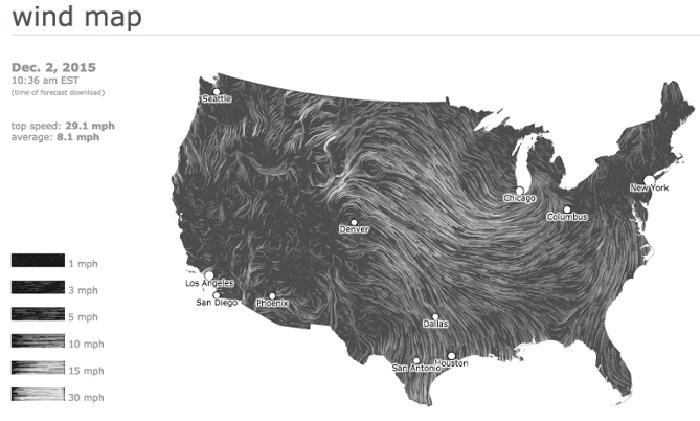 wind map
Dec. 2, 2015
10:36 am EST
(time of forecast download)
top speed: 29.1 mph
average: 8.1 mph
1 mph
3 mph
5 mph
10 mph
15 mph
30 mph
Seattle
New York
Chicago
Columbus
Denver
Los Angeles
San Diego
Phoenix
Dallas
Houston
San Antonio